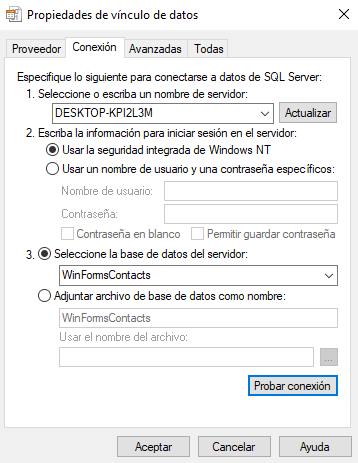 Propiedades de vínculo de datos
Proveedor Conexión Avanzadas Todas
Especifique lo siguiente para conectarse a datos de SQL Server:
1. Seleccione o escriba un nombre de servidor:
DESKTOP-KPI2L3M Actualizar
2. Escriba la información para iniciar sesión en el servidor:
Usar la seguridad integrada de Windows NT
Usar un nombre de usuario y una contraseña específicos:
Nombre de usuario:
Contraseña:
Contraseña en blanco Permitir guardar contraseña
3. Seleccione la base de datos del servidor:
WinFormsContacts
Adjuntar archivo de base de datos como nombre:
WinFormsContacts
Usar el nombre del archivo:
...
Probar conexión
Aceptar Cancelar Ayuda